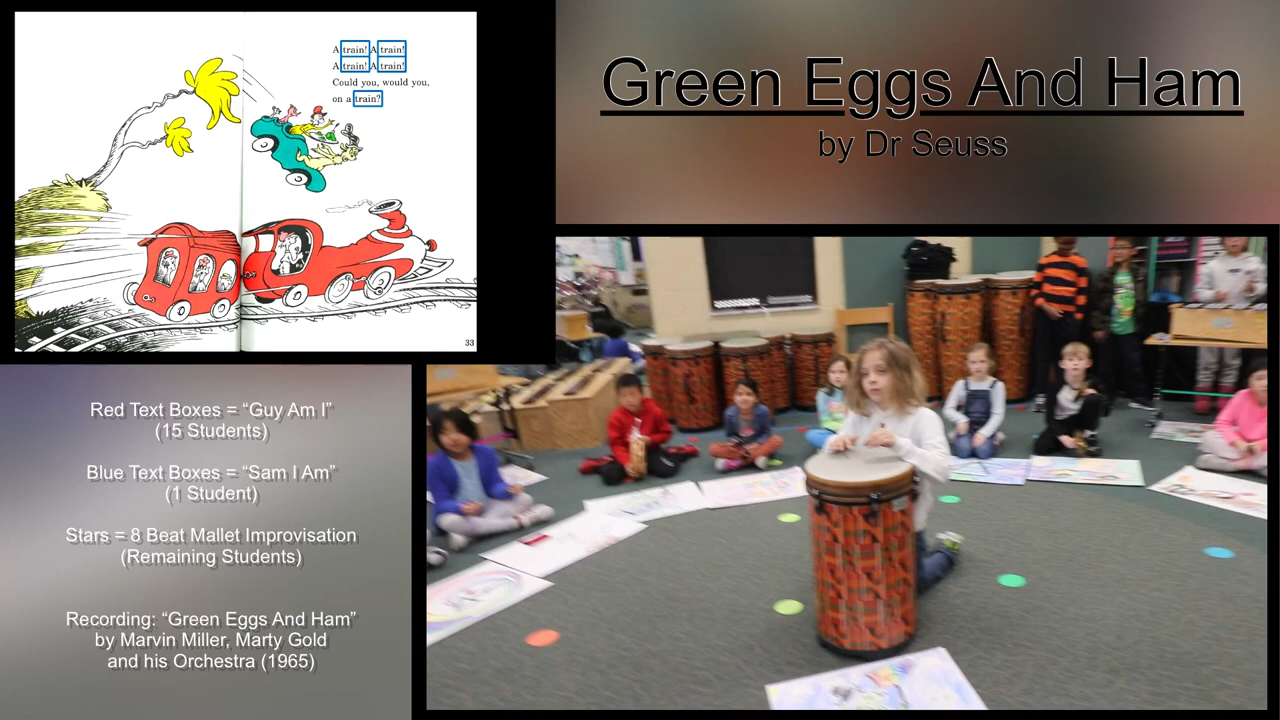 A train! A train!
A train! A train!
Could you, would you,
on a train?
33
Green Eggs And Ham
by Dr Seuss
Red Text Boxes = “Guy Am I”
(15 Students)
Blue Text Boxes = “Sam I Am”
(1 Student)
Stars = 8 Beat Mallet Improvisation
(Remaining Students)
Recording: “Green Eggs And Ham”
by Marvin Miller, Marty Gold
and his Orchestra (1965)